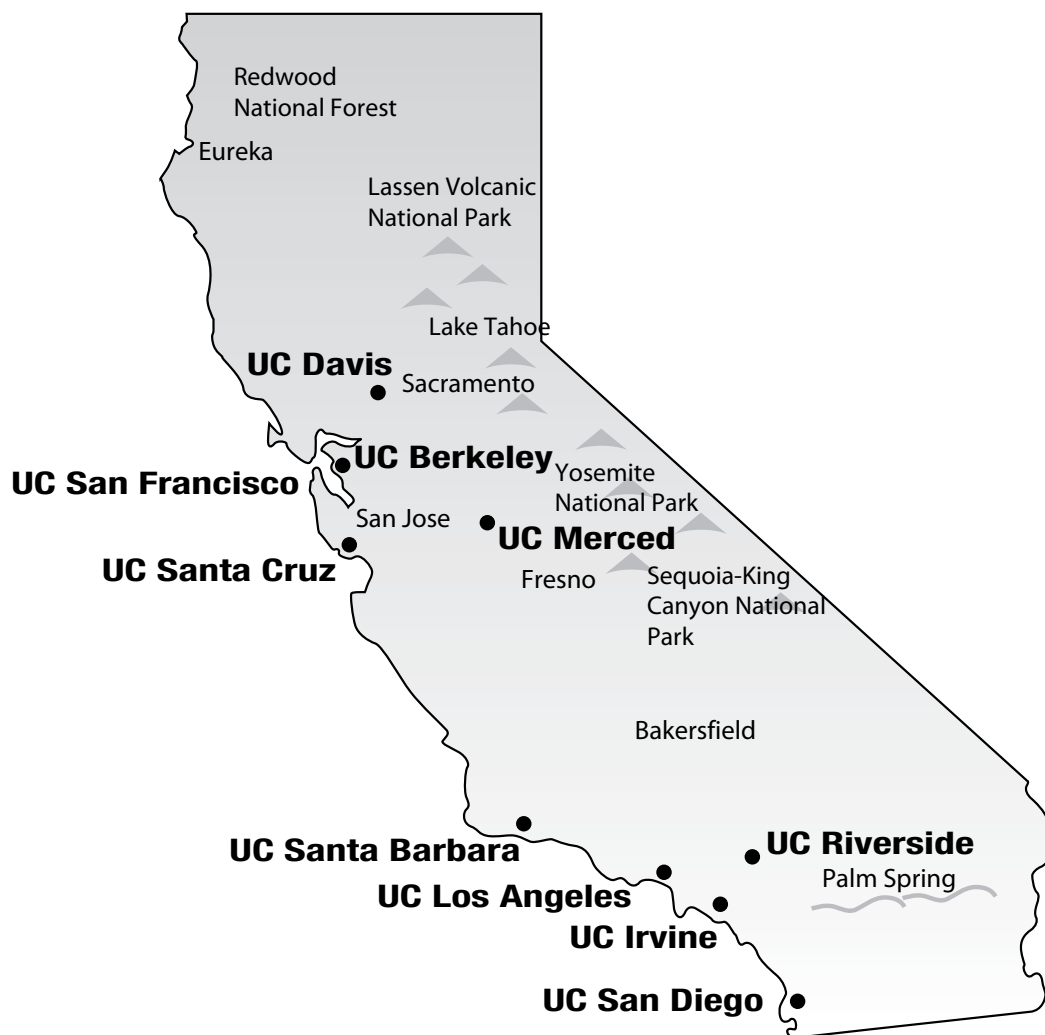 Redwood
National Forest
Eureka
Lassen Volcanic
National Park
Lake Tahoe
UC Davis
Sacramento
UC Berkeley
UC San Francisco
Yosemite
National Park
San Jose
UC Merced
UC Santa Cruz
Fresno
Sequoia-King
Canyon National
Park
Bakersfield
UC Santa Barbara
UC Riverside
Palm Spring
UC Los Angeles
UC Irvine
UC San Diego